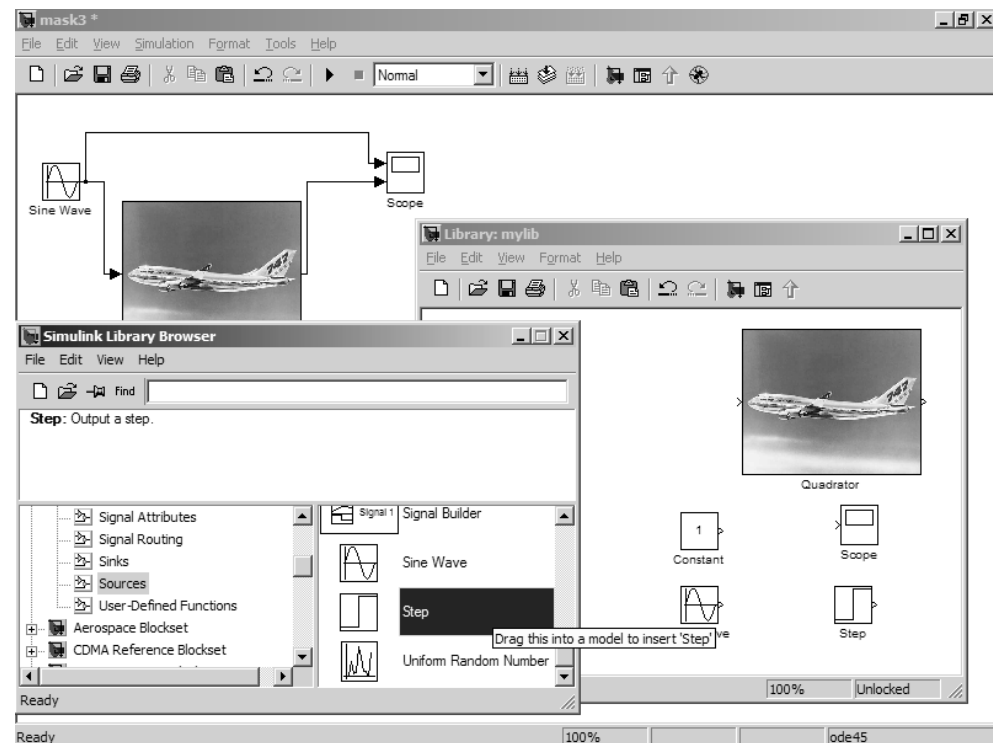 mask3 *
File Edit View Simulation Format Tools Help
Normal
Sine Wave
Scope
Library: mylib
File Edit View Format Help
Simulink Library Browser
File Edit View Help
Find
Step: Output a step.
Quadrator
Signal Attributes
Signal Routing
Sinks
Sources
User-Defined Functions
Aerospace Blockset
CDMA Reference Blockset
Signal 1 Signal Builder
Sine Wave
Step
Drag this into a model to insert 'Step'
Uniform Random Number
1
Constant
Scope
ve
Step
Ready
100% Unlocked
Ready 100% ode45